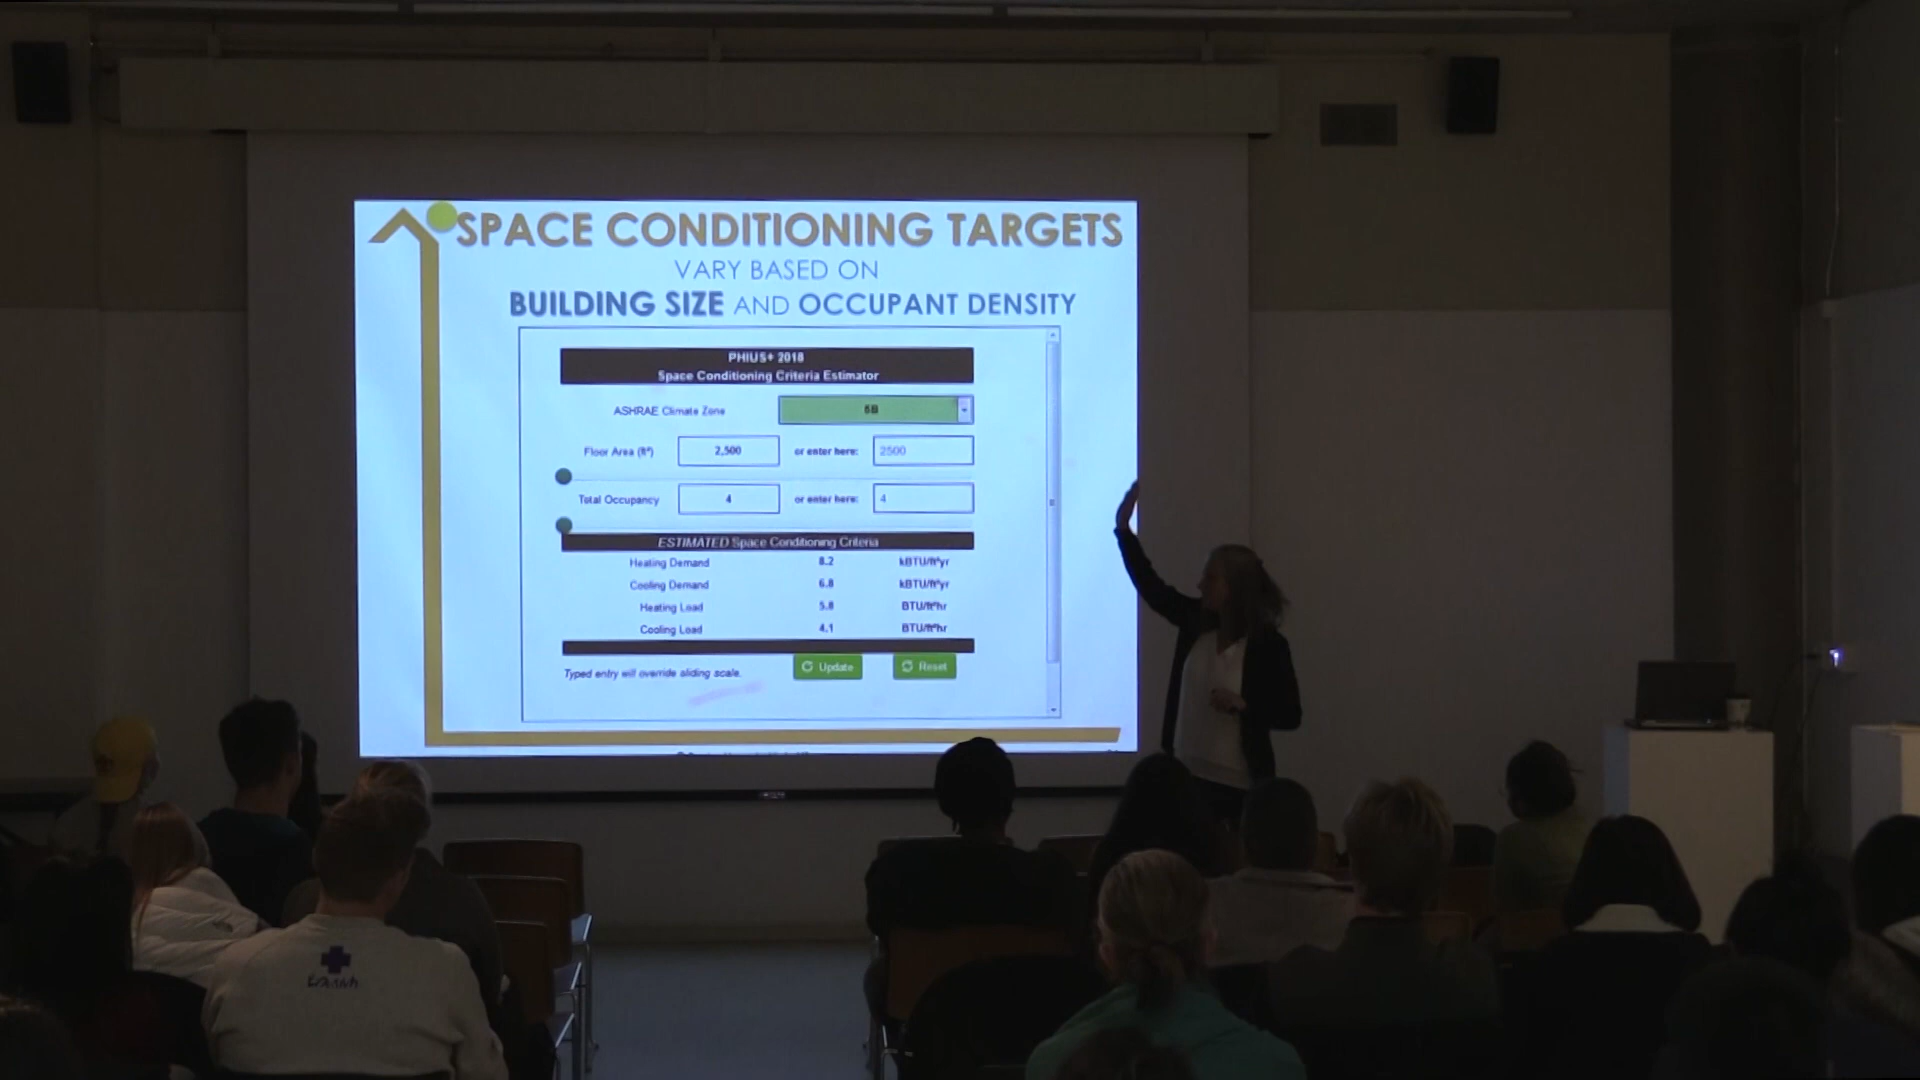 SPACE CONDITIONING TARGETS
VARY BASED ON
BUILDING SIZE AND OCCUPANT DENSITY
PHIUS+ 2018
Space Conditioning Criteria Estimator
ASHRAE Climate Zone
Floor Area (ft²) 2,500 or enter here: 2500
Total Occupancy 4 or enter here: 4
ESTIMATED Space Conditioning Criteria
Heating Demand 8.2 kBTU/ft²yr
Cooling Demand 6.8 kBTU/ft²yr
Heating Load 5.8 BTU/ft²hr
Cooling Load 4.1 BTU/ft²hr
Typed entry will override sliding scale.
Update Reset